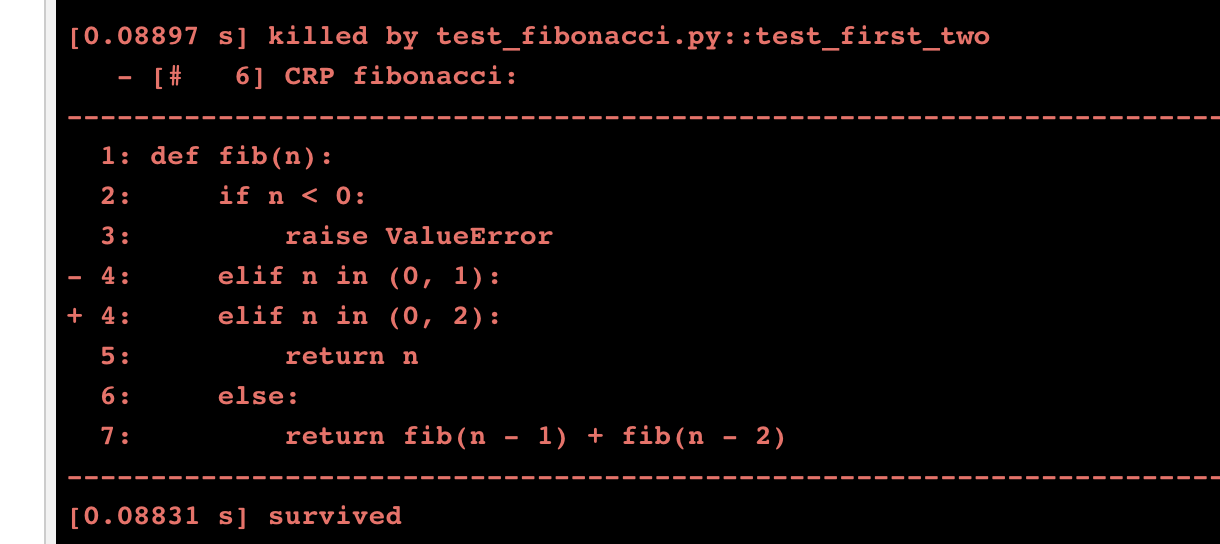 [0.08897 s] killed by test_fibonacci.py::test_first_two
   - [#   6] CRP fibonacci:
----------------------------------------------------------------------
  1: def fib(n):
  2:     if n < 0:
  3:         raise ValueError
- 4:     elif n in (0, 1):
+ 4:     elif n in (0, 2):
  5:         return n
  6:     else:
  7:         return fib(n - 1) + fib(n - 2)
----------------------------------------------------------------------
[0.08831 s] survived